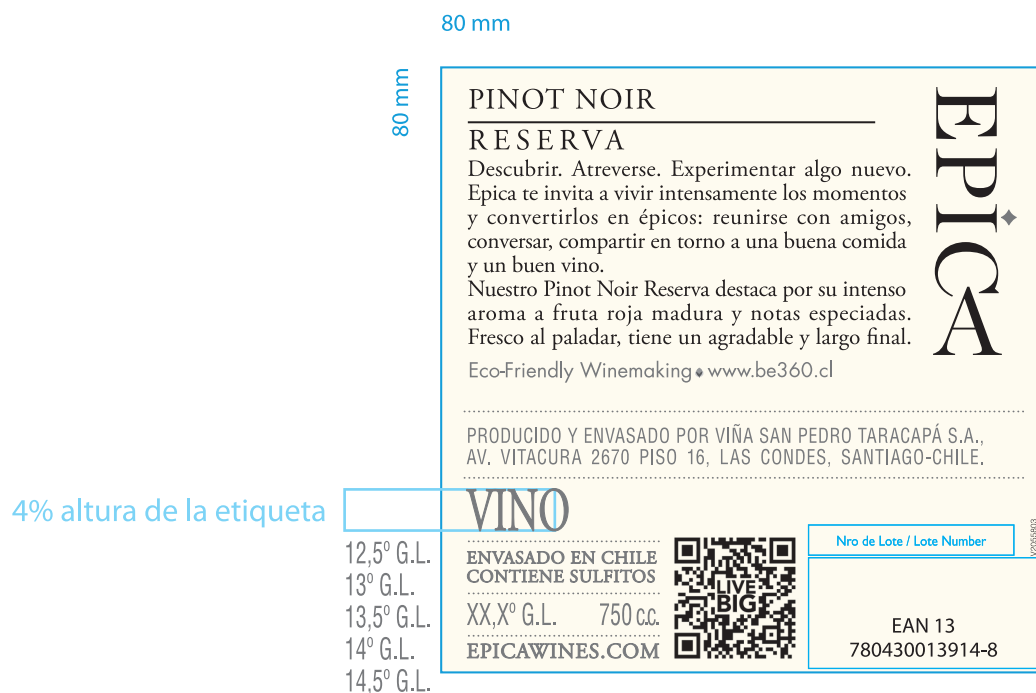 80 mm
80 mm
PINOT NOIR
RESERVA
Descubrir. Atreverse. Experimentar algo nuevo.
Epica te invita a vivir intensamente los momentos
y convertirlos en épicos: reunirse con amigos,
conversar, compartir en torno a una buena comida
y un buen vino.
Nuestro Pinot Noir Reserva destaca por su intenso
aroma a fruta roja madura y notas especiadas.
Fresco al paladar, tiene un agradable y largo final.
Eco-Friendly Winemaking www.be360.cl
EPICA
PRODUCIDO Y ENVASADO POR VIÑA SAN PEDRO TARACAPÁ S.A.,
AV. VITACURA 2670 PISO 16, LAS CONDES, SANTIAGO-CHILE.
4% altura de la etiqueta
VINO
12,5º G.L.
13º G.L.
13,5º G.L.
14º G.L.
14,5º G.L.
ENVASADO EN CHILE
CONTIENE SULFITOS
XX,Xº G.L. 750 c.c.
EPICAWINES.COM
LIVE
BIG
Nro de Lote / Lote Number
V2065803
EAN 13
780430013914-8